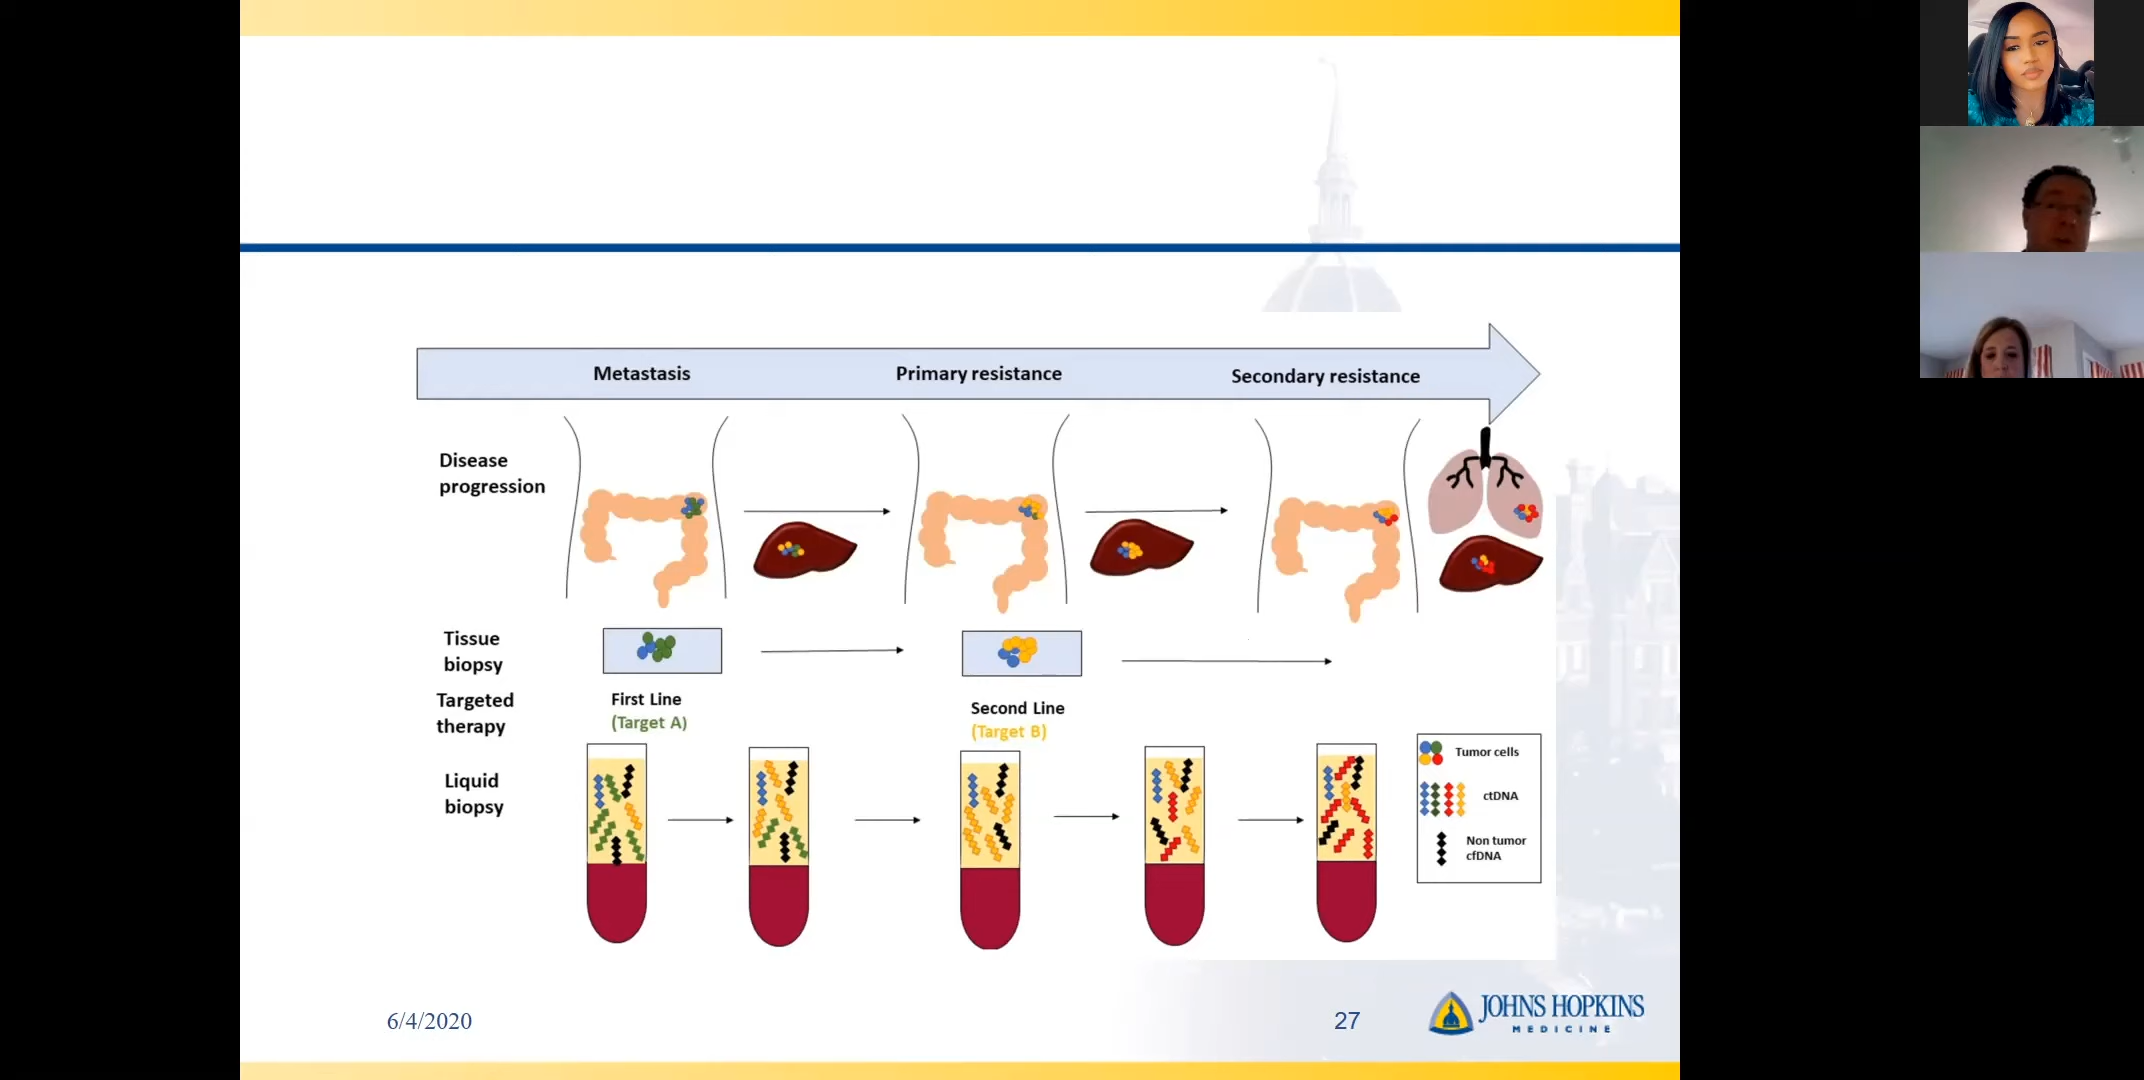 Metastasis
Primary resistance
Secondary resistance
Disease
progression
Tissue
biopsy
Targeted
therapy
First Line
(Target A)
Second Line
(Target B)
Liquid
biopsy
Tumor cells
ctDNA
Non tumor
cfDNA
6/4/2020
27
JOHNS HOPKINS
MEDICINE